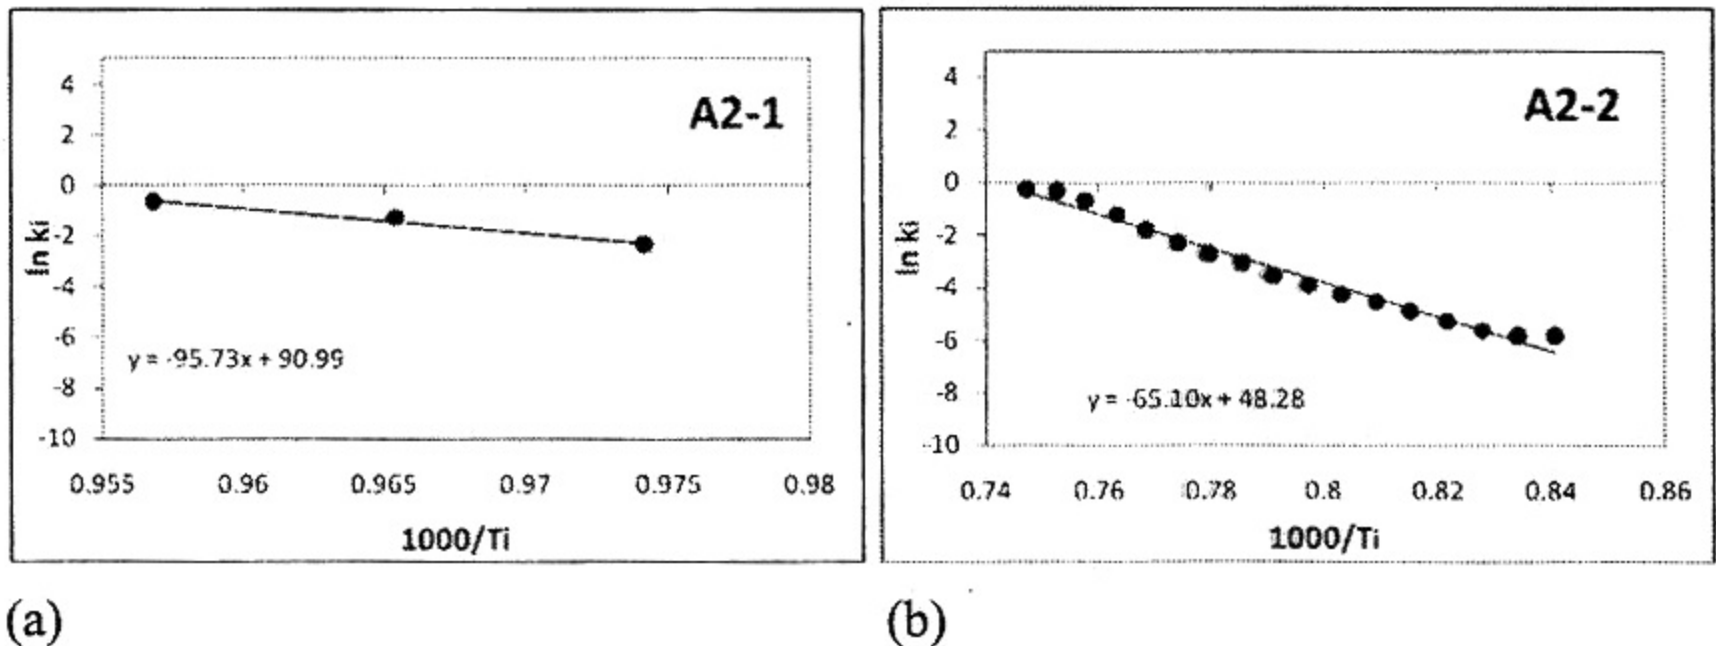 A2-1
4
2
0
-2
-4
-6
-8
-10
ln ki
y = -95.73x + 90.99
0.955 0.96 0.965 0.97 0.975 0.98
1000/Ti
(a)
A2-2
4
2
0
-2
-4
-6
-8
-10
ln ki
y = -65.10x + 48.28
0.74 0.76 0.78 0.8 0.82 0.84 0.86
1000/Ti
(b)